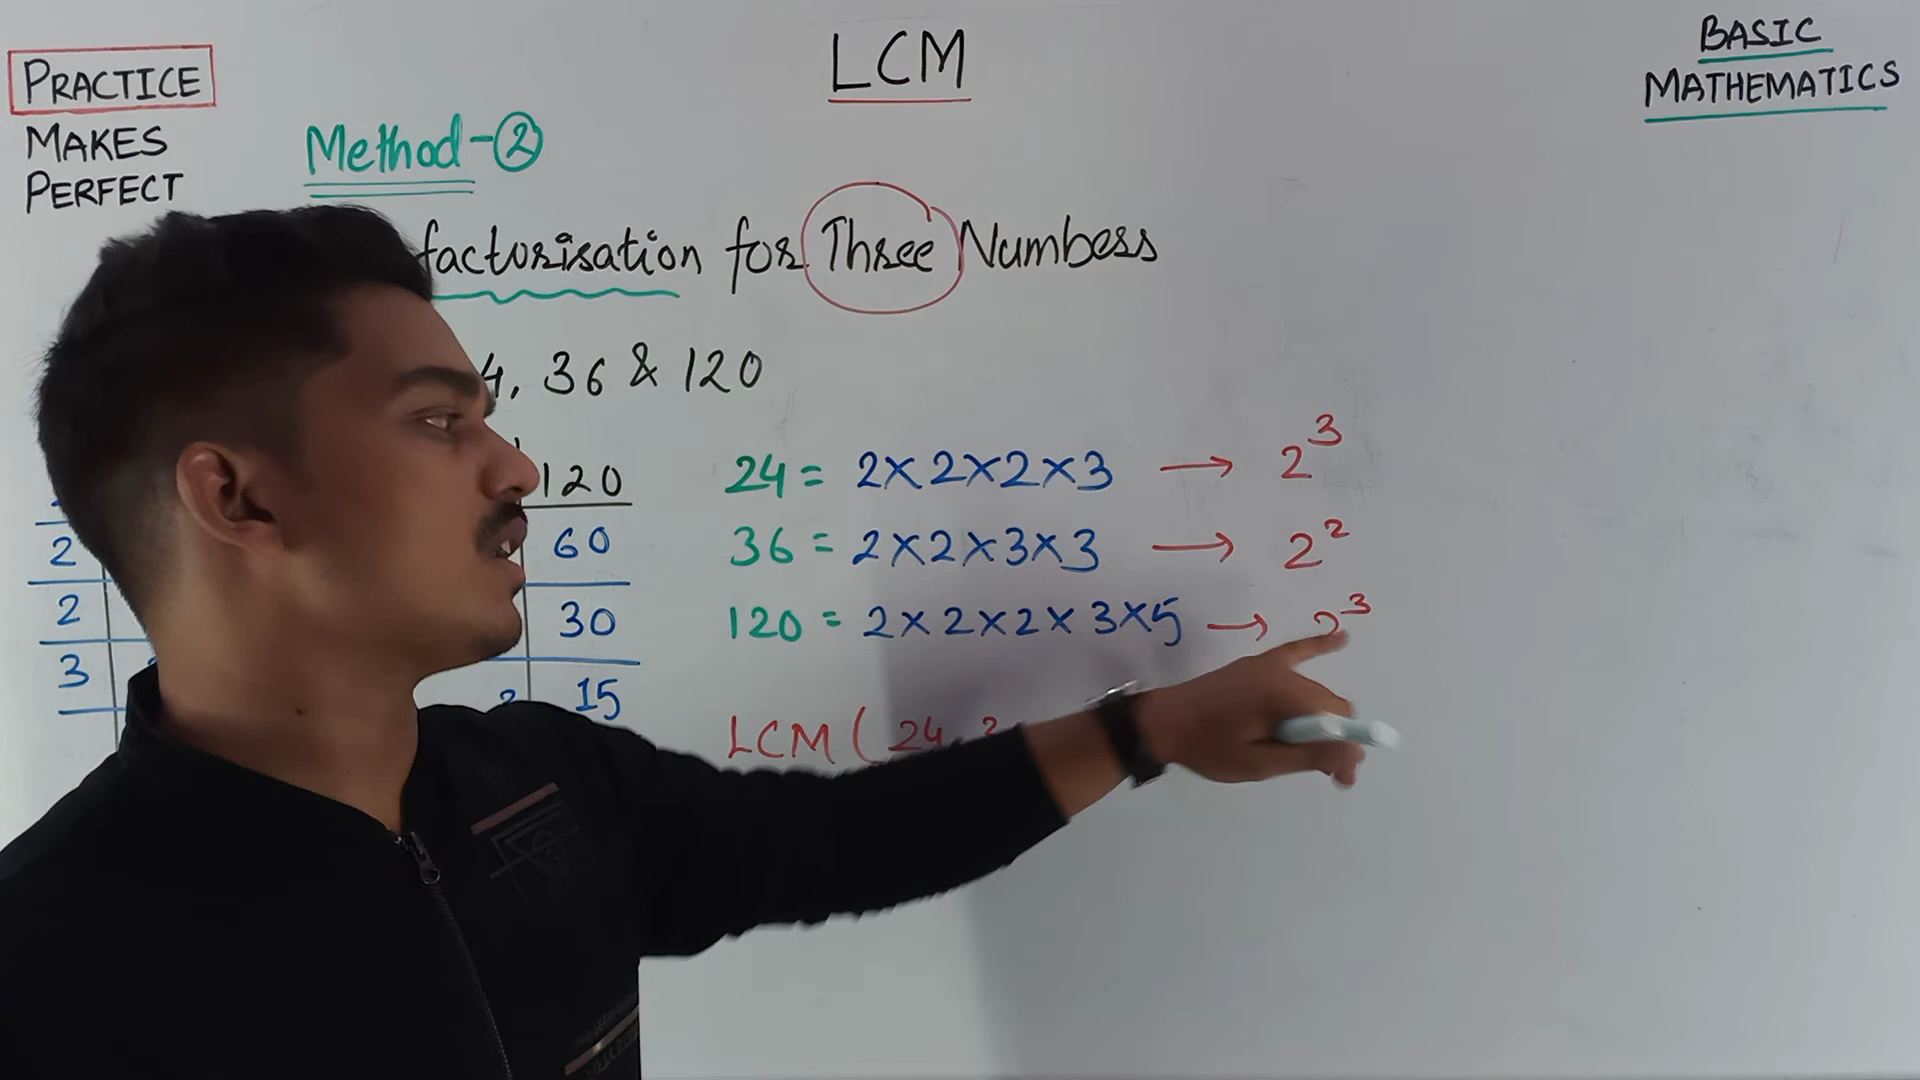 LCM
BASIC
MATHEMATICS
PRACTICE
MAKES
PERFECT
Method-②
factorisation for Three Numbers
4, 36 & 120
120
2 60
2 30
3 15
24 = 2×2×2×3 → 2³
36 = 2×2×3×3 → 2²
120 = 2×2×2×3×5 → 2³
LCM ( 24,